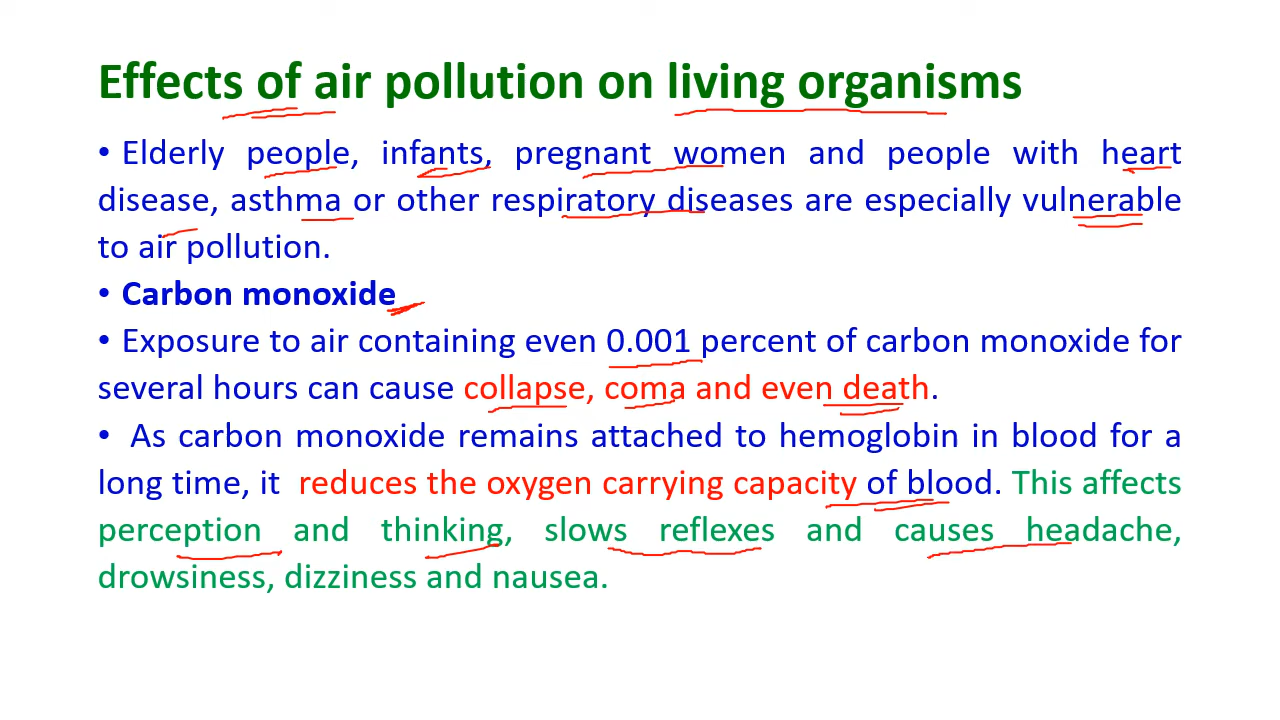 Effects of air pollution on living organisms
• Elderly people, infants, pregnant women and people with heart
disease, asthma or other respiratory diseases are especially vulnerable
to air pollution.
• Carbon monoxide
• Exposure to air containing even 0.001 percent of carbon monoxide for
several hours can cause collapse, coma and even death.
• As carbon monoxide remains attached to hemoglobin in blood for a
long time, it reduces the oxygen carrying capacity of blood. This affects
perception and thinking, slows reflexes and causes headache,
drowsiness, dizziness and nausea.